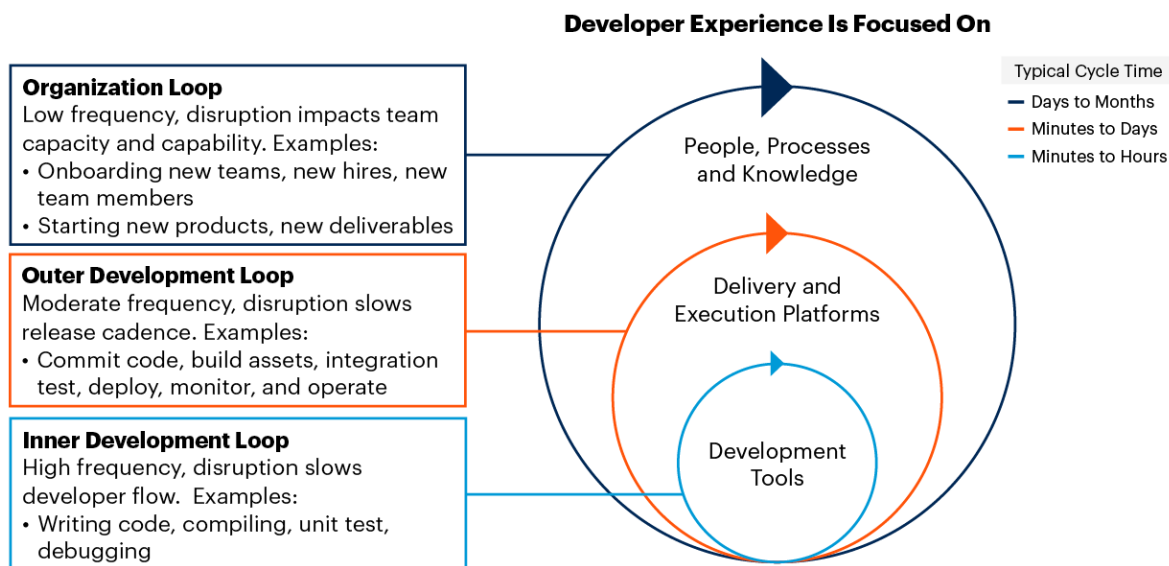 Developer Experience Is Focused On
Organization Loop
Low frequency, disruption impacts team
capacity and capability. Examples:
• Onboarding new teams, new hires, new
team members
• Starting new products, new deliverables
Outer Development Loop
Moderate frequency, disruption slows
release cadence. Examples:
• Commit code, build assets, integration
test, deploy, monitor, and operate
Inner Development Loop
High frequency, disruption slows
developer flow.  Examples:
• Writing code, compiling, unit test,
debugging
People, Processes
and Knowledge
Delivery and
Execution Platforms
Development
Tools
Typical Cycle Time
Days to Months
Minutes to Days
Minutes to Hours